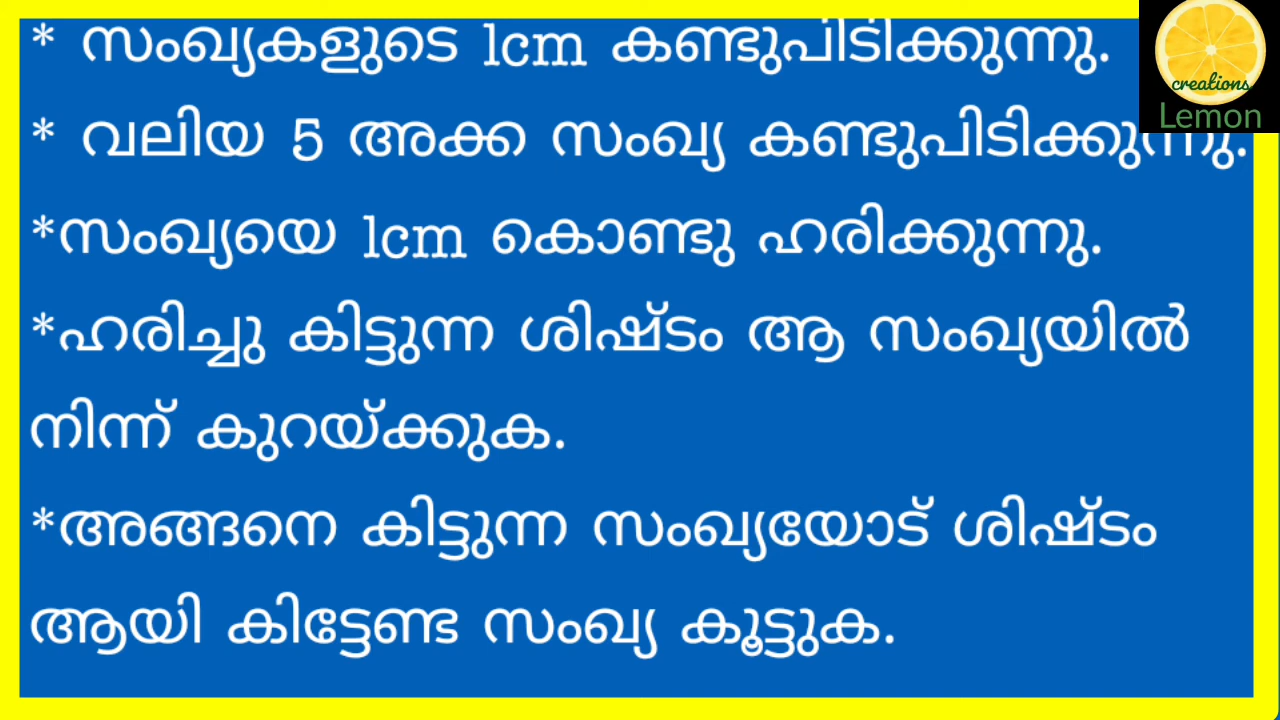 * സംഖ്യകളുടെ lcm കണ്ടുപിടിക്കുന്നു.
* വലിയ 5 അക്ക സംഖ്യ കണ്ടുപിടിക്കുന്നു.
*സംഖ്യയെ lcm കൊണ്ടു ഹരിക്കുന്നു.
*ഹരിച്ചു കിട്ടുന്ന ശിഷ്ടം ആ സംഖ്യയിൽ
നിന്ന് കുറയ്ക്കുക.
*അങ്ങനെ കിട്ടുന്ന സംഖ്യയോട് ശിഷ്ടം
ആയി കിട്ടേണ്ട സംഖ്യ കൂട്ടുക.
creations
Lemon